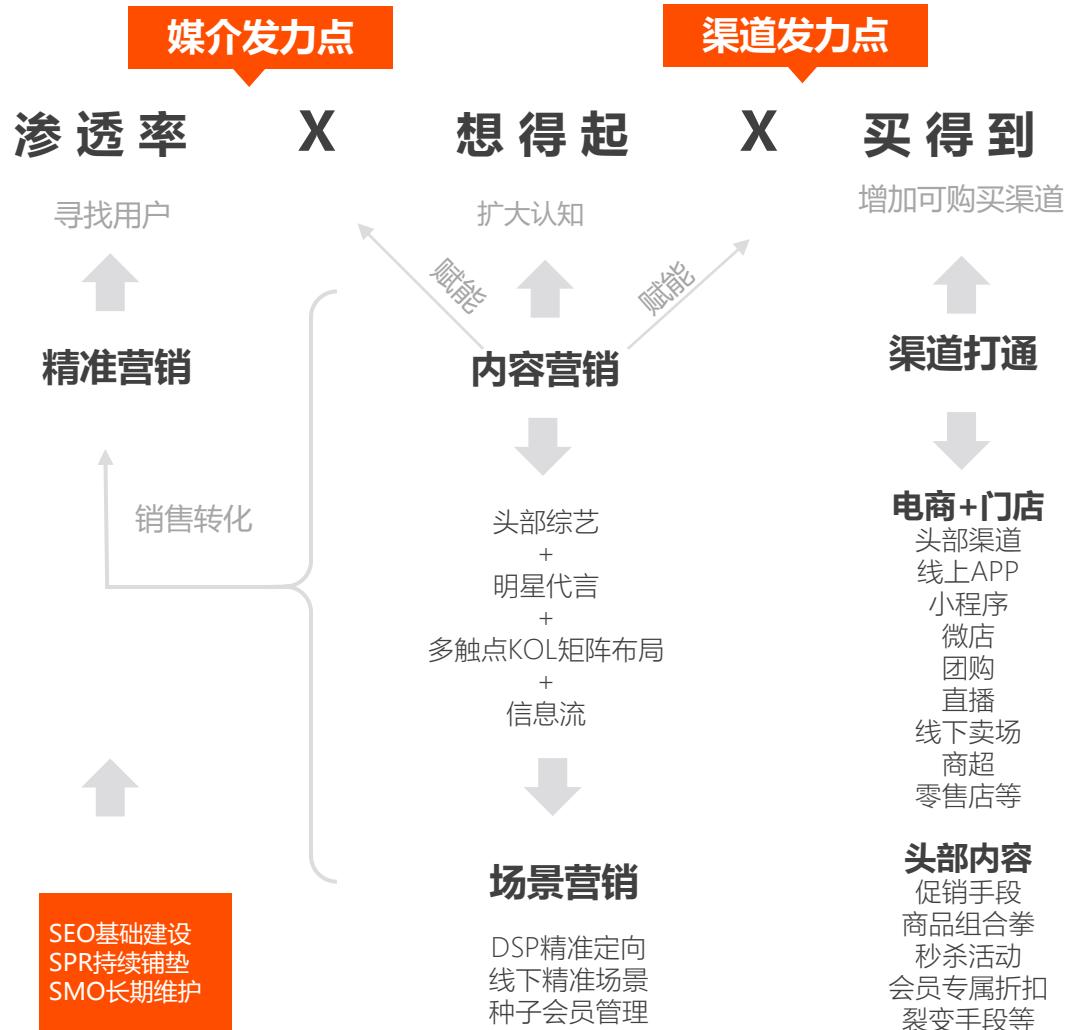 媒介发力点
渠道发力点
渗透率 X 想得起 X 买得到
寻找用户
扩大认知
增加可购买渠道
赋能
赋能
精准营销
内容营销
渠道打通
销售转化
头部综艺
+
明星代言
+
多触点KOL矩阵布局
+
信息流
场景营销
DSP精准定向
线下精准场景
种子会员管理
电商+门店
头部渠道
线上APP
小程序
微店
团购
直播
线下卖场
商超
零售店等
头部内容
促销手段
商品组合拳
秒杀活动
会员专属折扣
裂变手段等
SEO基础建设
SPR持续铺垫
SMO长期维护